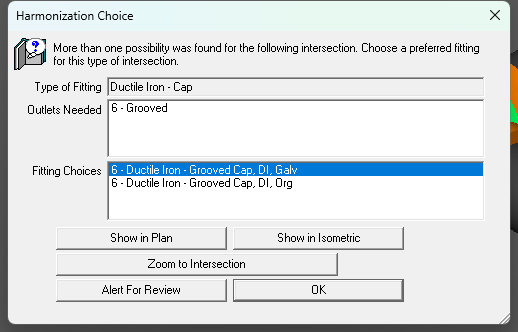 Harmonization Choice
More than one possibility was found for the following intersection. Choose a preferred fitting
for this type of intersection.
Type of Fitting
Ductile Iron - Cap
Outlets Needed
6 - Grooved
Fitting Choices
6 - Ductile Iron - Grooved Cap, DI, Galv
6 - Ductile Iron - Grooved Cap, DI, Org
Show in Plan
Show in Isometric
Zoom to Intersection
Alert For Review
OK